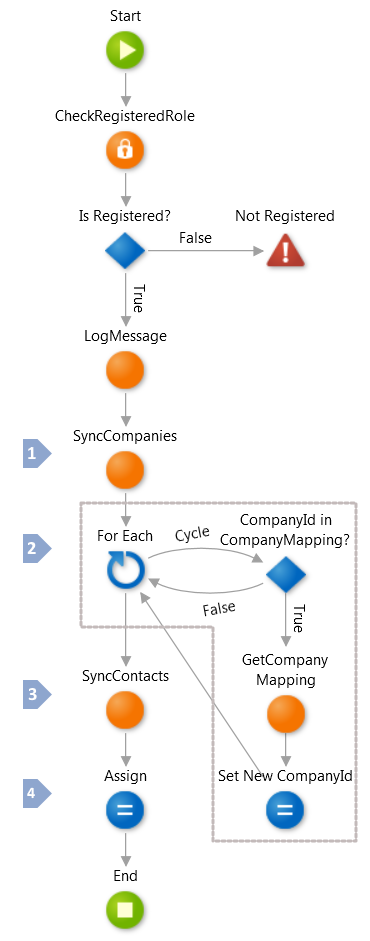 Start
CheckRegisteredRole
Is Registered?
Not Registered
False
True
LogMessage
1
SyncCompanies
2
For Each
Cycle
CompanyId in
CompanyMapping?
False
True
GetCompany
Mapping
3
SyncContacts
4
Assign
Set New CompanyId
End